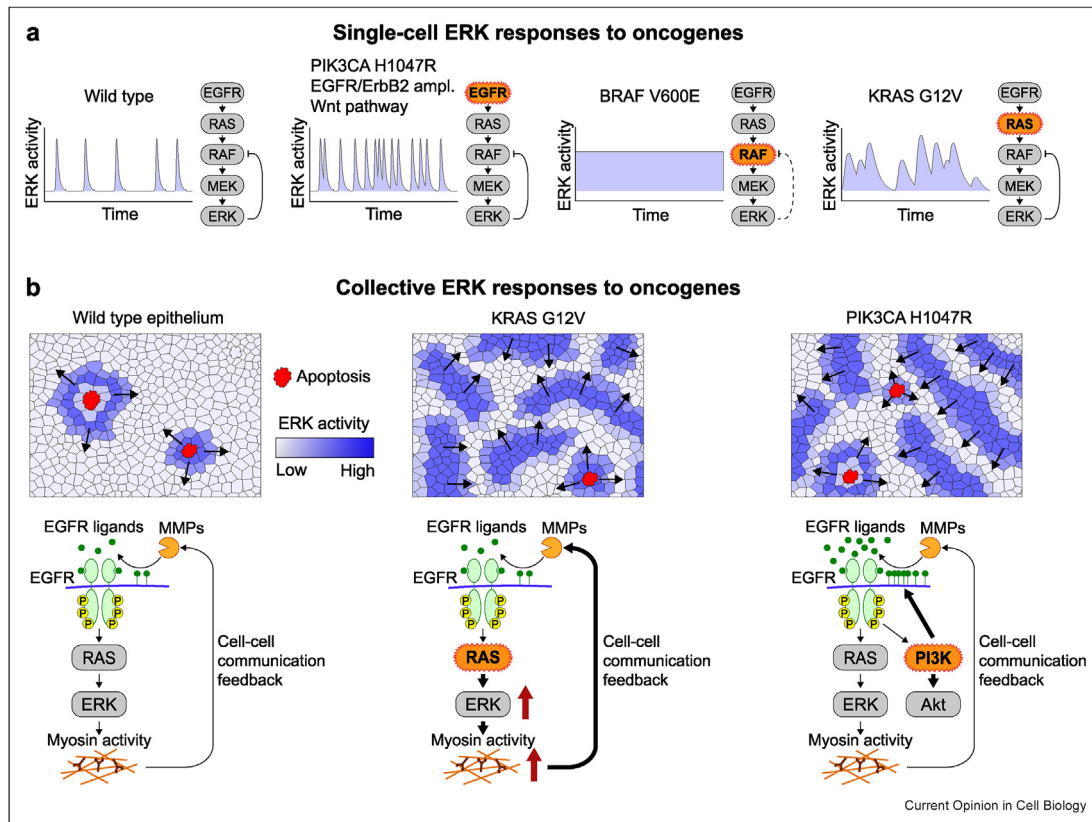 a
Single-cell ERK responses to oncogenes
Wild type
ERK activity
Time
EGFR
RAS
RAF
MEK
ERK
PIK3CA H1047R
EGFR/ErbB2 ampl.
Wnt pathway
ERK activity
Time
EGFR
RAS
RAF
MEK
ERK
BRAF V600E
ERK activity
Time
EGFR
RAS
RAF
MEK
ERK
KRAS G12V
ERK activity
Time
EGFR
RAS
RAF
MEK
ERK
b
Collective ERK responses to oncogenes
Wild type epithelium
Apoptosis
ERK activity
Low High
KRAS G12V
PIK3CA H1047R
EGFR ligands
MMPs
EGFR
P
P
P
P
P
P
RAS
ERK
Myosin activity
Cell-cell
communication
feedback
EGFR ligands
MMPs
EGFR
P
P
P
P
P
P
RAS
ERK
Myosin activity
Cell-cell
communication
feedback
EGFR ligands
MMPs
EGFR
P
P
P
P
P
P
RAS
PI3K
ERK
Akt
Myosin activity
Cell-cell
communication
feedback
Current Opinion in Cell Biology